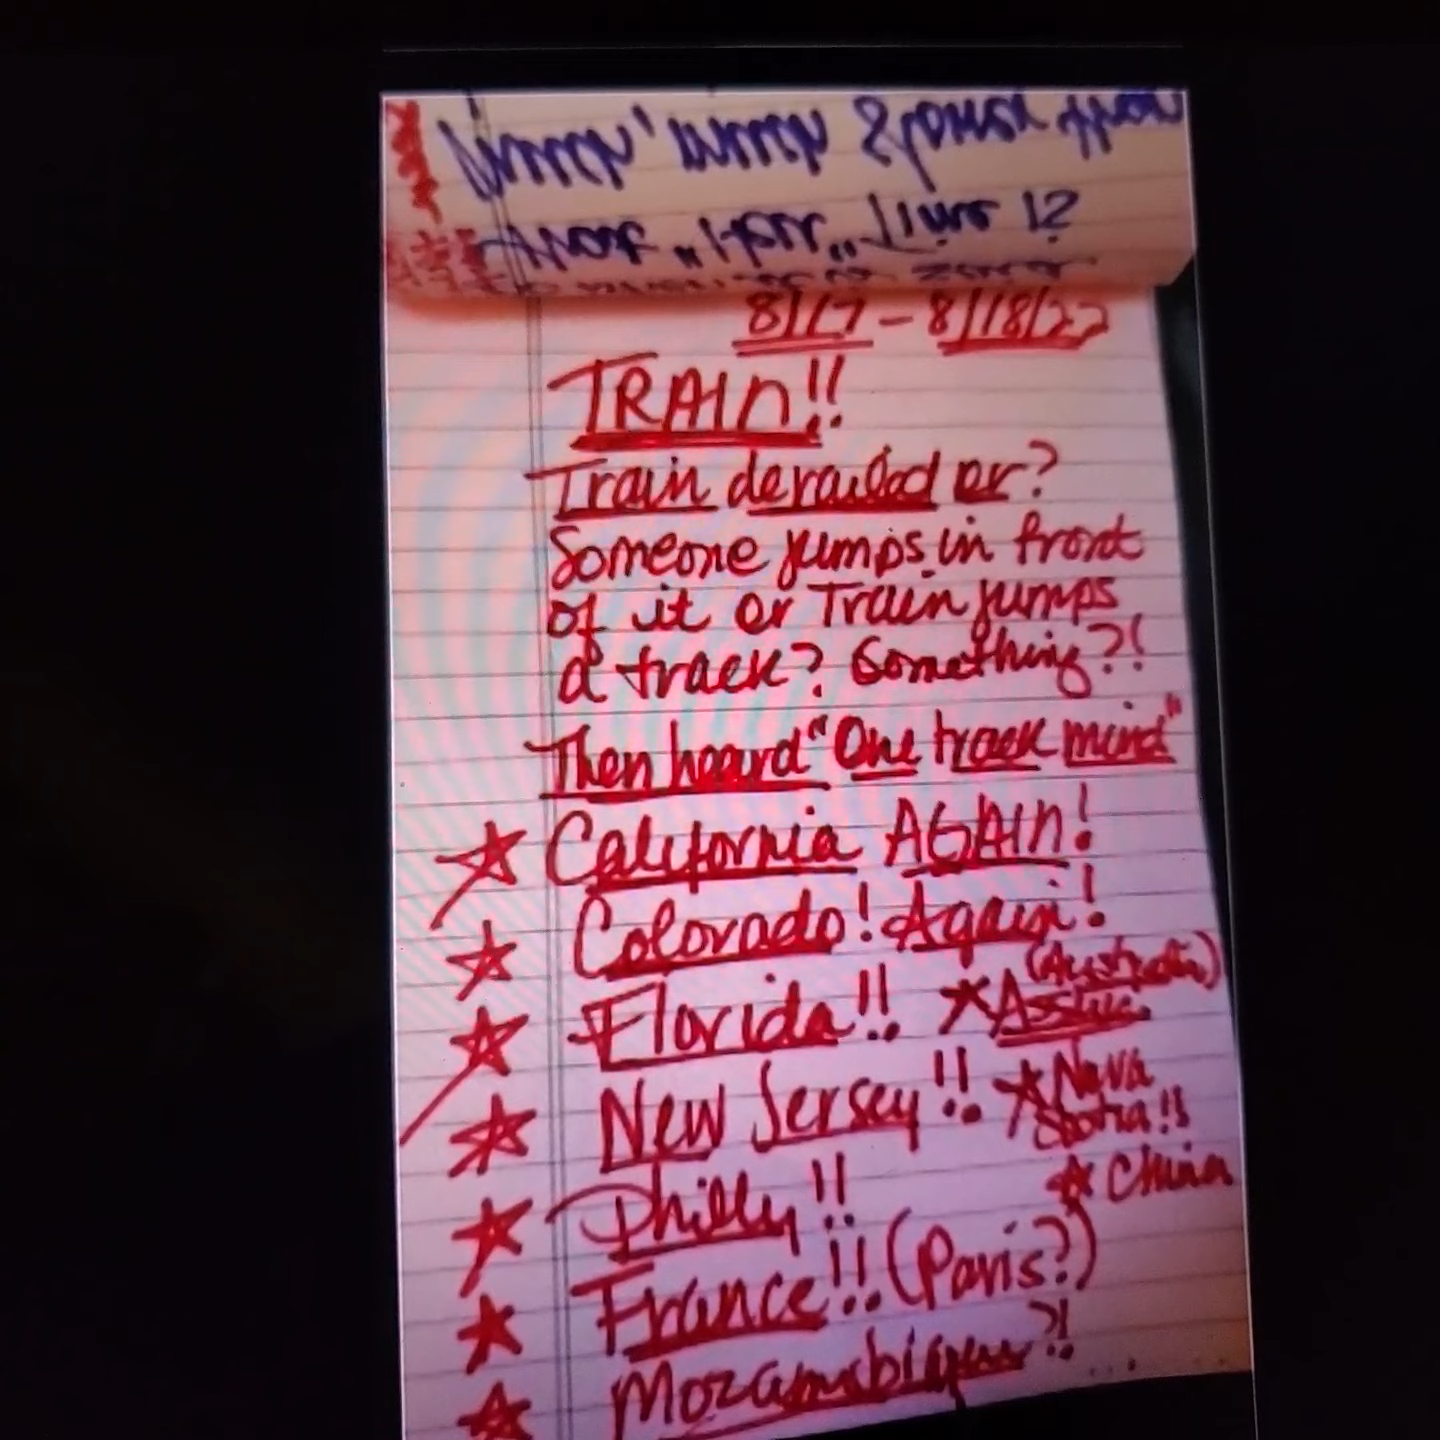 8/17 - 8/18/22
TRAIN!!
Train derailed or?
Someone jumps in front
of it or Train jumps
a track? Something?!
Then heard "One track mind"
California AGAIN!
Colorado! Again!
(Australia)
Florida!!
New Jersey!!
Nova
Scotia!!
China
Philly!!
France!! (Paris?)
Mozambique?!